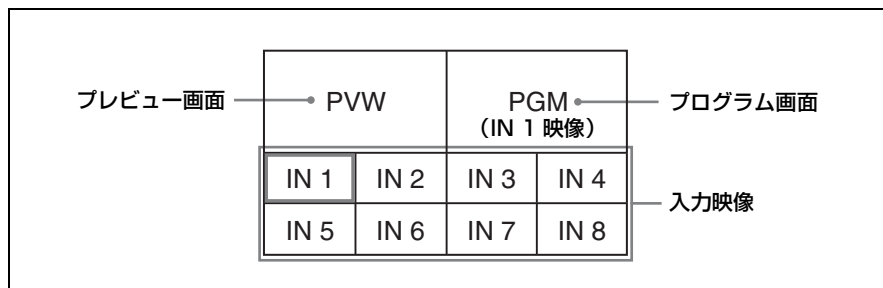 プレビュー画面
PVW
PGM
（IN 1 映像）
プログラム画面
IN 1
IN 2
IN 3
IN 4
入力映像
IN 5
IN 6
IN 7
IN 8